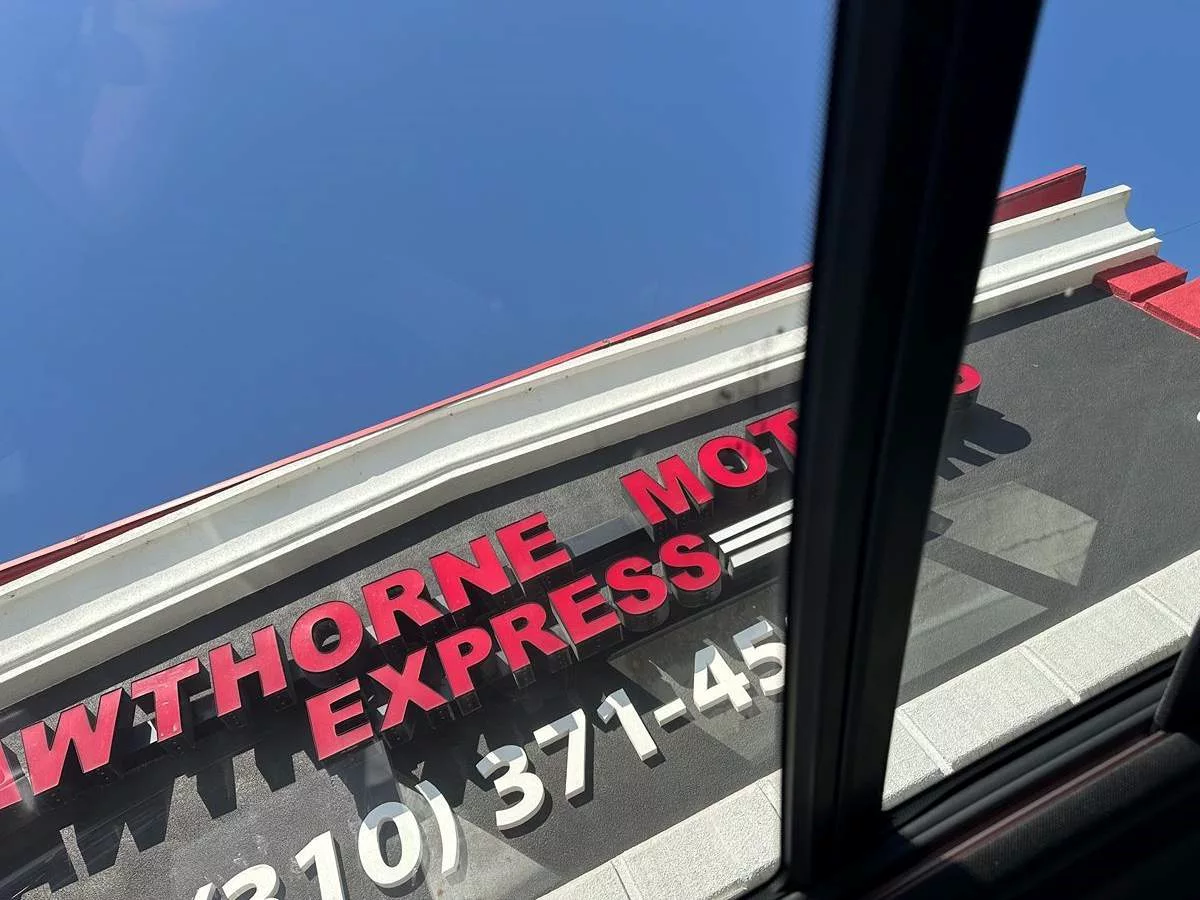 AWTHORNE MOT
EXPRESS
(310) 371-45